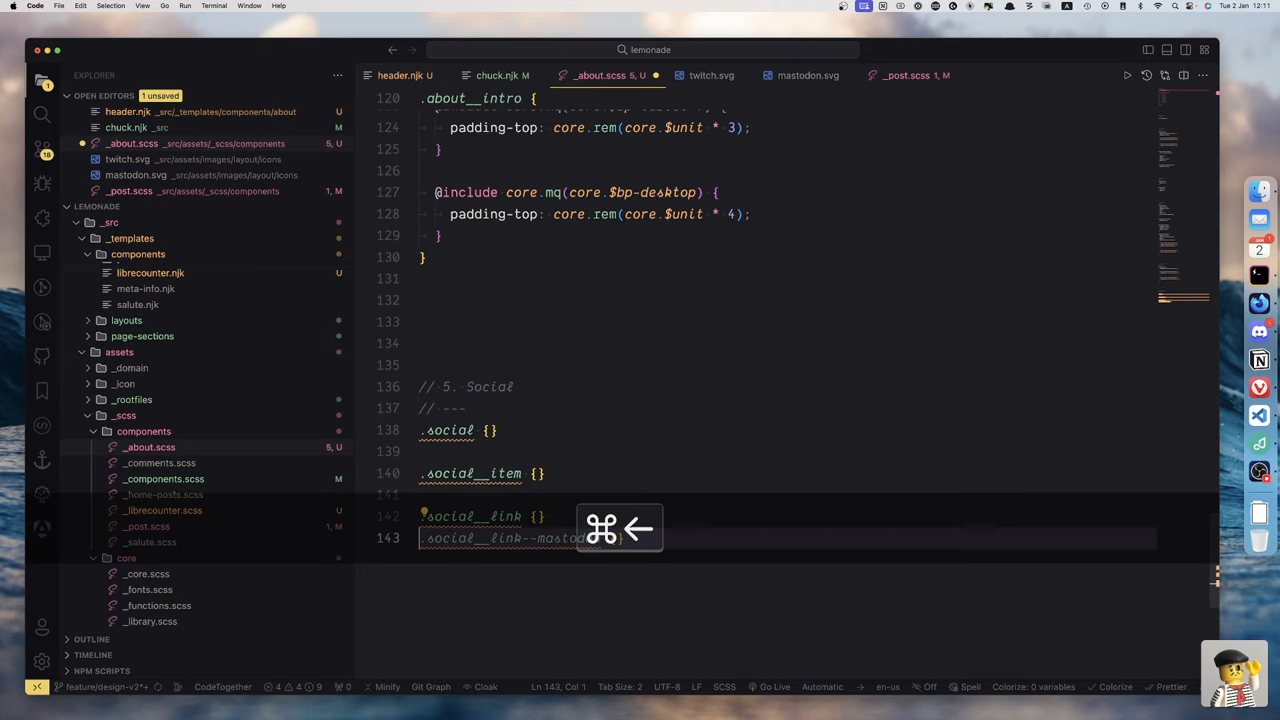 Code File Edit Selection View Go Run Terminal Window Help
Tue 2 Jan 12:11
lemonade
EXPLORER
header.njk U
chuck.njk M
_about.scss 5, U
twitch.svg
mastodon.svg
_post.scss 1, M
OPEN EDITORS 1 unsaved
header.njk _src/_templates/components/about U
chuck.njk _src M
_about.scss _src/assets/_scss/components 5, U
twitch.svg _src/assets/images/layout/icons
mastodon.svg _src/assets/images/layout/icons
_post.scss _src/assets/_scss/components 1, M
LEMONADE
_src
_templates
components
librecounter.njk U
meta-info.njk
salute.njk
layouts
page-sections
assets
_domain
_icon
_rootfiles
_scss
components
_about.scss 5, U
_comments.scss
_components.scss M
_home-posts.scss
_librecounter.scss U
_post.scss 1, M
_salute.scss
core
_core.scss
_fonts.scss
_functions.scss
_library.scss
OUTLINE
TIMELINE
NPM SCRIPTS
120 .about__intro {
124 padding-top: core.rem(core.$unit * 3);
125 }
126
127 @include core.mq(core.$bp-desktop) {
128 padding-top: core.rem(core.$unit * 4);
129 }
130 }
131
132
133
134
135
136 // 5. Social
137 // ---
138 .social {}
139
140 .social__item {}
141
142 .social__link {}
143 .social__link--mastod }
⌘←
feature/design-v2*+ CodeTogether 4 4 9 0 Minify Git Graph Cloak Ln 143, Col 1 Tab Size: 2 UTF-8 LF SCSS Go Live Automatic en-us Off Spell Colorize: 0 variables Colorize Prettier
1
18
JAN
2